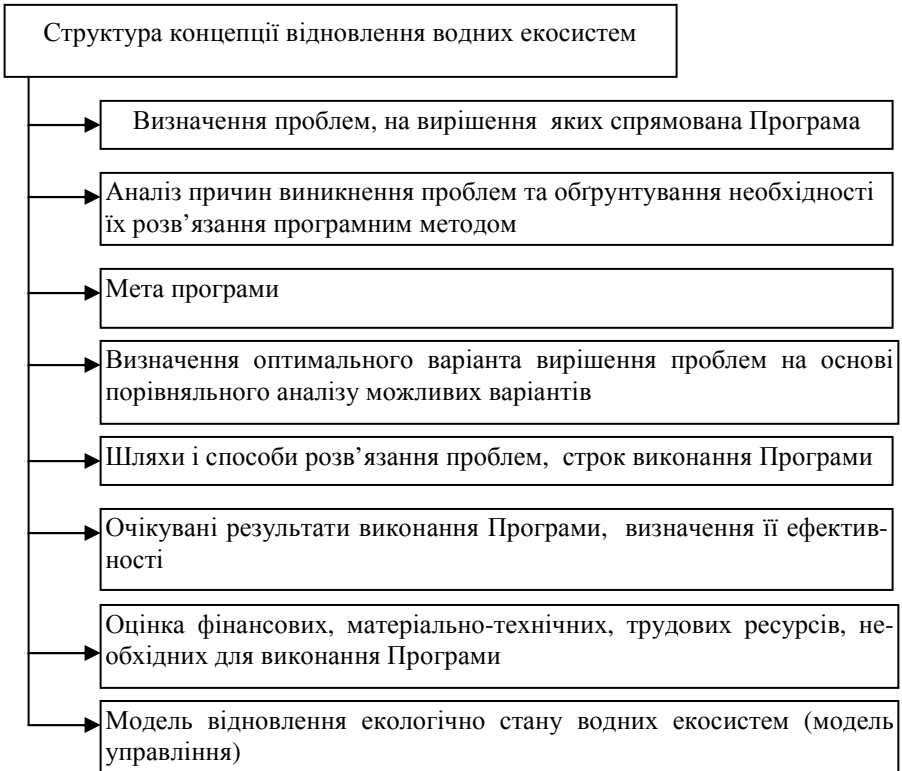 Структура концепції відновлення водних екосистем
Визначення проблем, на вирішення яких спрямована Програма
Аналіз причин виникнення проблем та обґрунтування необхідності
їх розв’язання програмним методом
Мета програми
Визначення оптимального варіанта вирішення проблем на основі
порівняльного аналізу можливих варіантів
Шляхи і способи розв’язання проблем, строк виконання Програми
Очікувані результати виконання Програми, визначення її ефектив-
ності
Оцінка фінансових, матеріально-технічних, трудових ресурсів, не-
обхідних для виконання Програми
Модель відновлення екологічно стану водних екосистем (модель
управління)